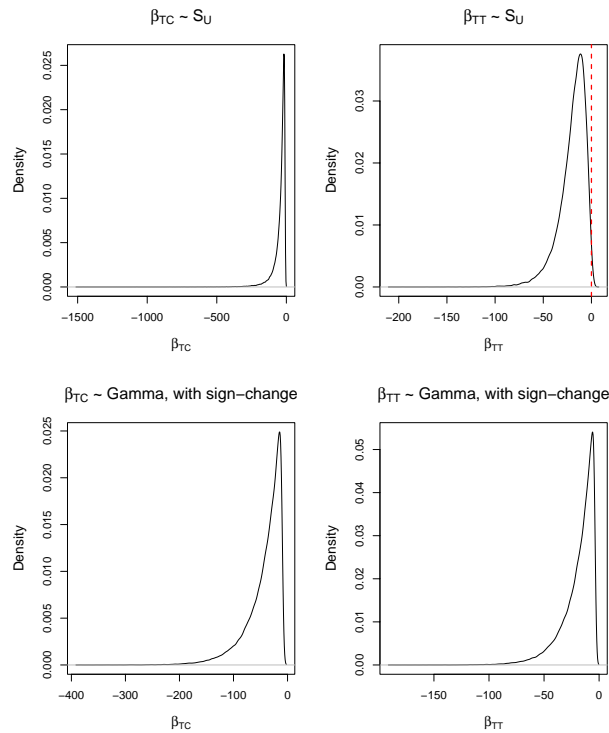 β_TC ~ S_U
Density
0.000 0.005 0.010 0.015 0.020 0.025
−1500 −1000 −500 0
β_TC
β_TT ~ S_U
Density
0.00 0.01 0.02 0.03
−200 −150 −100 −50 0
β_TT
β_TC ~ Gamma, with sign−change
Density
0.000 0.005 0.010 0.015 0.020 0.025
−400 −300 −200 −100 0
β_TC
β_TT ~ Gamma, with sign−change
Density
0.00 0.01 0.02 0.03 0.04 0.05
−150 −100 −50 0
β_TT